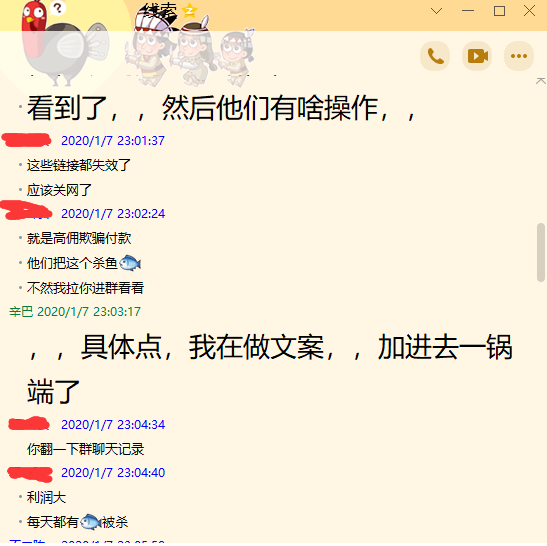 线索
看到了，，然后他们有啥操作，，
2020/1/7 23:01:37
这些链接都失效了
应该关网了
2020/1/7 23:02:24
就是高佣欺骗付款
他们把这个杀鱼🐟
不然我拉你进群看看
辛巴 2020/1/7 23:03:17
，，具体点，我在做文案，，加进去一锅
端了
2020/1/7 23:04:34
你翻一下群聊天记录
2020/1/7 23:04:40
利润大
每天都有🐟被杀